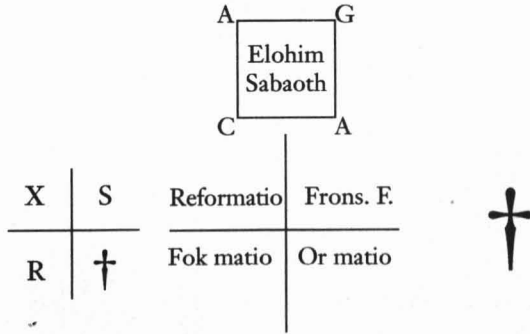 A G
Elohim
Sabaoth
C A
X S Reformatio Frons. F.
R † Fok matio Or matio
†